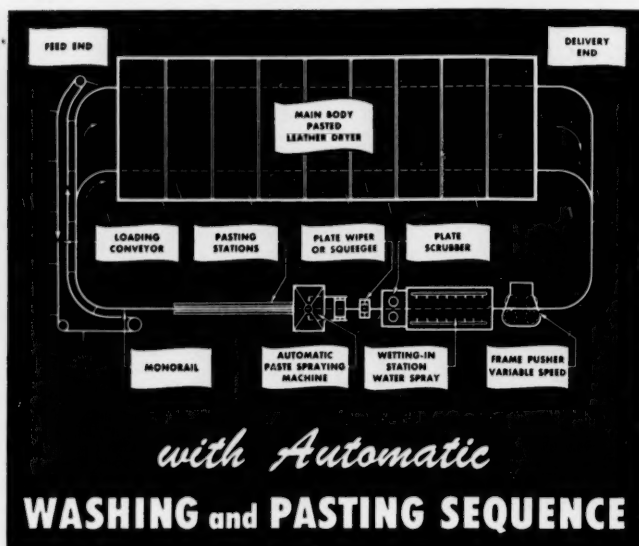 FEED END
DELIVERY
END
MAIN BODY
PASTED
LEATHER DRYER
LOADING
CONVEYOR
PASTING
STATIONS
PLATE WIPER
OR SQUEEGEE
PLATE
SCRUBBER
MONORAIL
AUTOMATIC
PASTE SPRAYING
MACHINE
WETTING-IN
STATION
WATER SPRAY
FRAME PUSHER
VARIABLE SPEED
with Automatic
WASHING and PASTING SEQUENCE